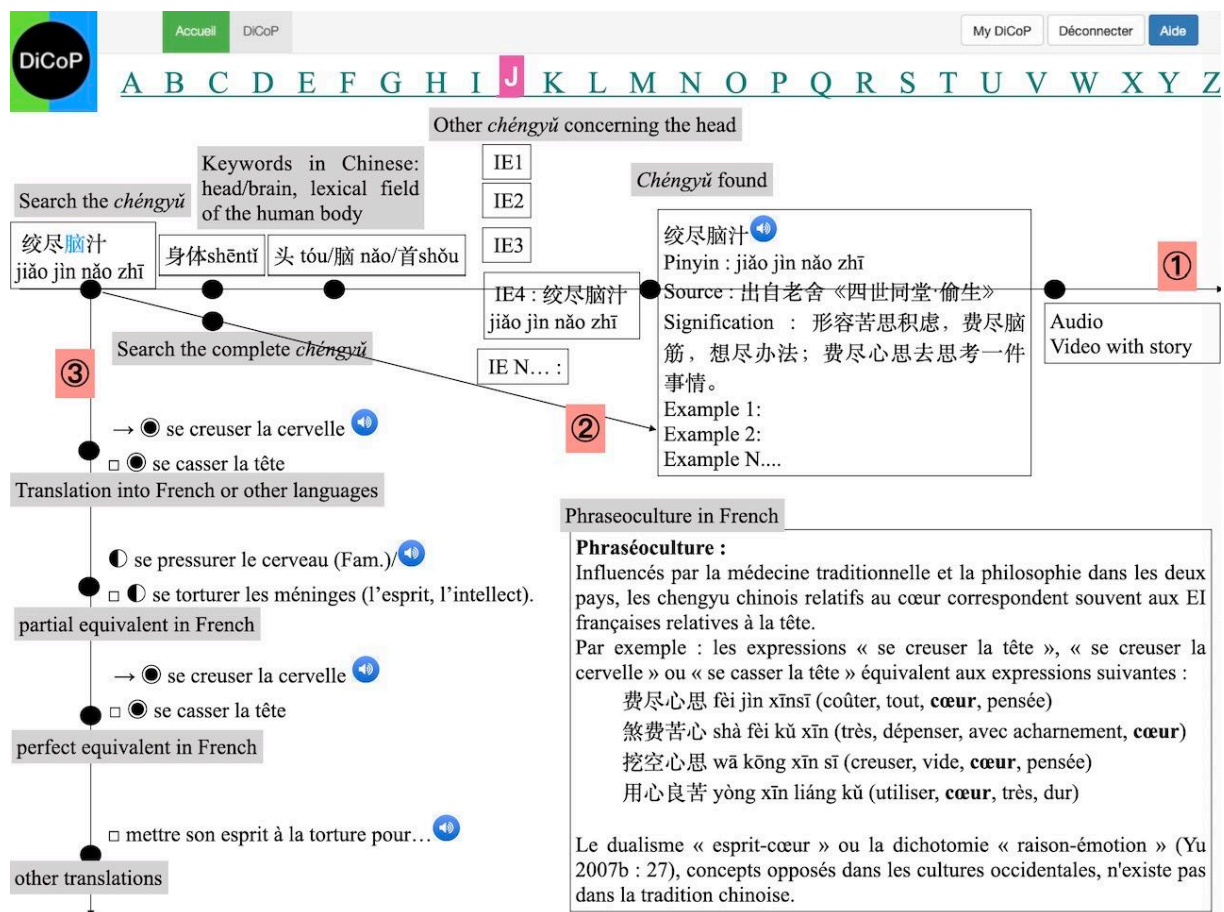 DiCoP
Accueil
DiCoP
My DiCoP
Déconnecter
Aide
A B C D E F G H I J K L M N O P Q R S T U V W X Y Z
Other chéngyǔ concerning the head
Keywords in Chinese:
head/brain, lexical field
of the human body
IE1
IE2
IE3
IE4 : 绞尽脑汁
jiǎo jìn nǎo zhī
IE N… :
Search the chéngyǔ
绞尽脑汁
jiǎo jìn nǎo zhī
身体shēntǐ
头 tóu/脑 nǎo/首shǒu
Search the complete chéngyǔ
Chéngyǔ found
绞尽脑汁
Pinyin : jiǎo jìn nǎo zhī
Source : 出自老舍《四世同堂·偷生》
Signification : 形容苦思积虑，费尽脑
筋，想尽办法；费尽心思去思考一件
事情。
Example 1:
Example 2:
Example N....
①
Audio
Video with story
②
③
→ ◉ se creuser la cervelle
□ ◉ se casser la tête
Translation into French or other languages
◐ se pressurer le cerveau (Fam.)/
□ ◐ se torturer les méninges (l’esprit, l’intellect).
partial equivalent in French
→ ◉ se creuser la cervelle
□ ◉ se casser la tête
perfect equivalent in French
□ mettre son esprit à la torture pour…
other translations
Phraseoculture in French
Phraséoculture :
Influencés par la médecine traditionnelle et la philosophie dans les deux
pays, les chengyu chinois relatifs au cœur correspondent souvent aux EI
françaises relatives à la tête.
Par exemple : les expressions « se creuser la tête », « se creuser la
cervelle » ou « se casser la tête » équivalent aux expressions suivantes :
费尽心思 fèi jìn xīnsī (coûter, tout, cœur, pensée)
煞费苦心 shà fèi kǔ xīn (très, dépenser, avec acharnement, cœur)
挖空心思 wā kōng xīn sī (creuser, vide, cœur, pensée)
用心良苦 yòng xīn liáng kǔ (utiliser, cœur, très, dur)
Le dualisme « esprit-cœur » ou la dichotomie « raison-émotion » (Yu
2007b : 27), concepts opposés dans les cultures occidentales, n'existe pas
dans la tradition chinoise.